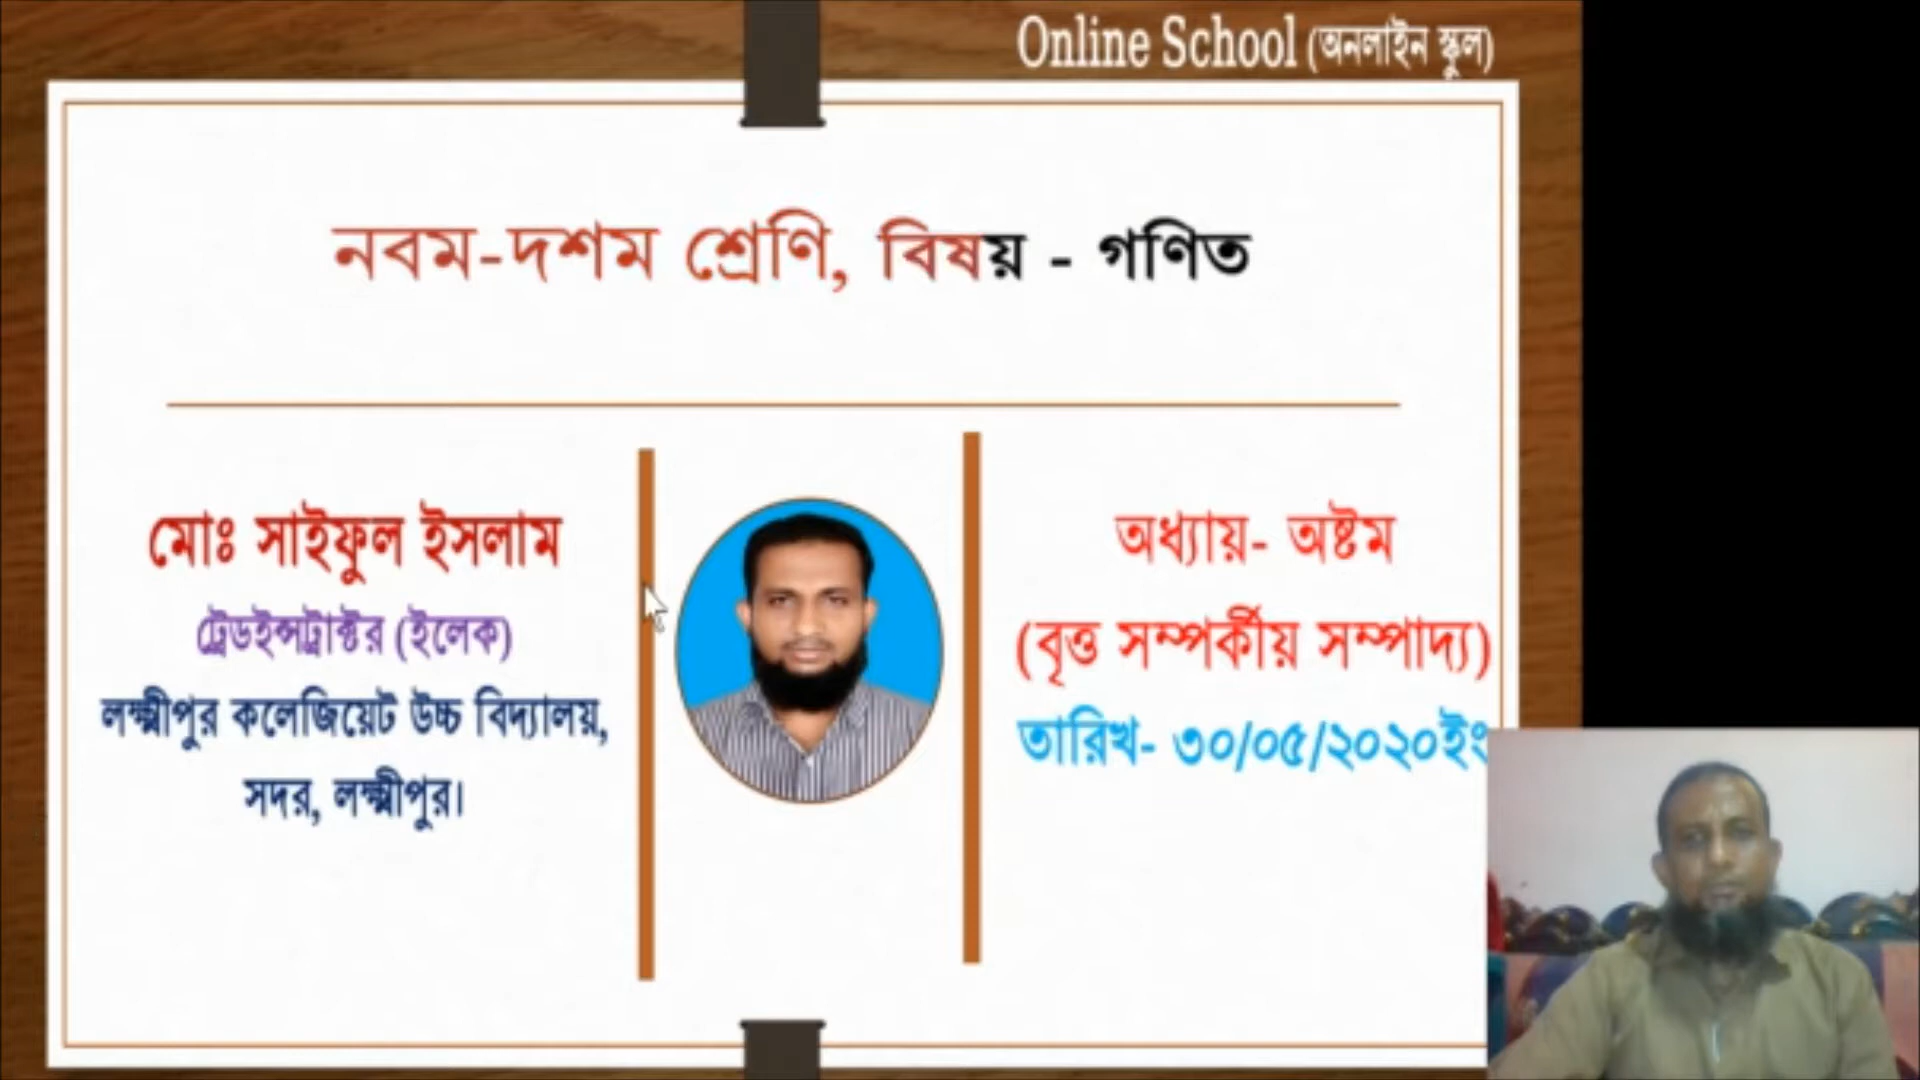 Online School (অনলাইন স্কুল)
নবম-দশম শ্রেণি, বিষয় - গণিত
মোঃ সাইফুল ইসলাম
ট্রেডইন্সট্রাক্টর (ইলেক)
লক্ষ্মীপুর কলেজিয়েট উচ্চ বিদ্যালয়,
সদর, লক্ষ্মীপুর।
অধ্যায়- অষ্টম
(বৃত্ত সম্পর্কীয় সম্পাদ্য)
তারিখ- ৩০/০৫/২০২০ইং